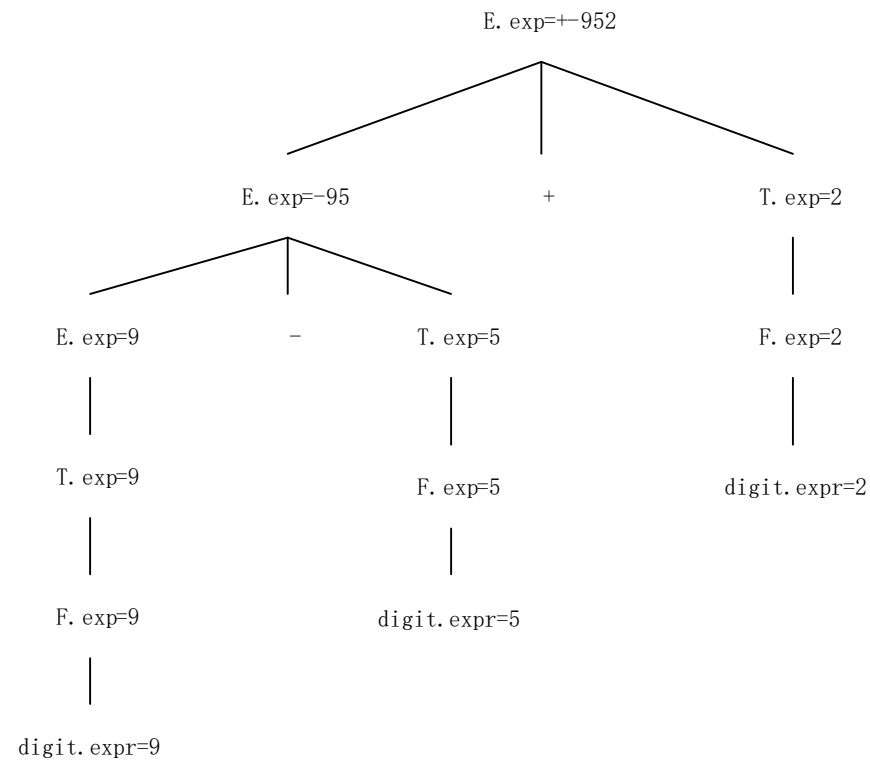 E.exp=+-952
E.exp=-95 + T.exp=2
E.exp=9 - T.exp=5 F.exp=2
T.exp=9 F.exp=5 digit.expr=2
F.exp=9 digit.expr=5
digit.expr=9